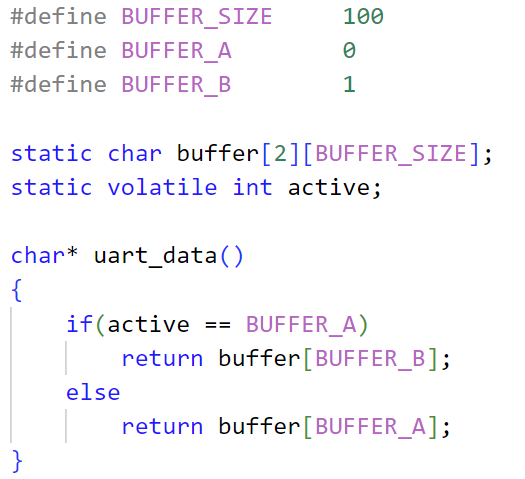 #define BUFFER_SIZE     100
#define BUFFER_A        0
#define BUFFER_B        1

static char buffer[2][BUFFER_SIZE];
static volatile int active;

char* uart_data()
{
    if(active == BUFFER_A)
        return buffer[BUFFER_B];
    else
        return buffer[BUFFER_A];
}